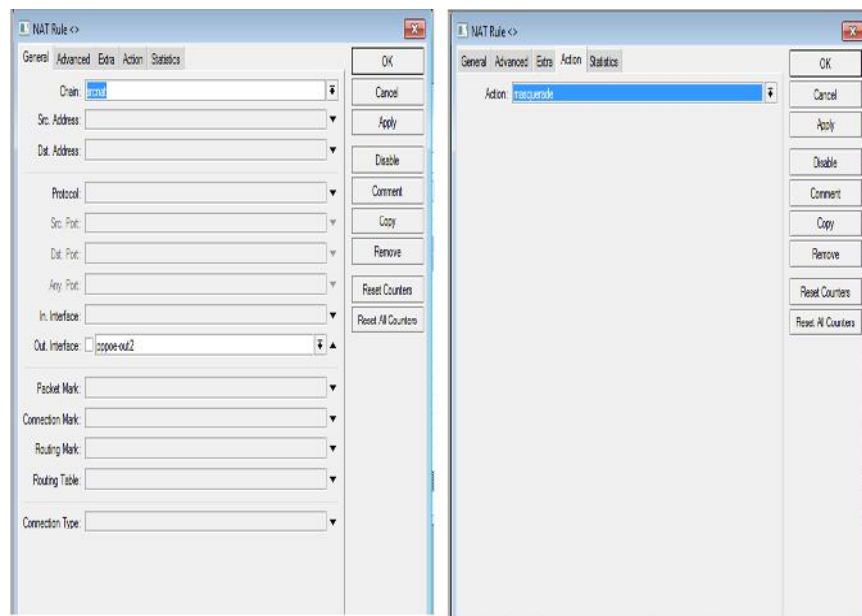 NAT Rule <>
General Advanced Extra Action Statistics
Chain: srcnat
Src. Address:
Dst. Address:
Protocol:
Src. Port:
Dst. Port:
Any. Port:
In. Interface:
Out. Interface: pppoe-out2
Packet Mark:
Connection Mark:
Routing Mark:
Routing Table:
Connection Type:
OK
Cancel
Apply
Disable
Comment
Copy
Remove
Reset Counters
Reset All Counters
NAT Rule <>
General Advanced Extra Action Statistics
Action: masquerade
OK
Cancel
Apply
Disable
Comment
Copy
Remove
Reset Counters
Reset All Counters